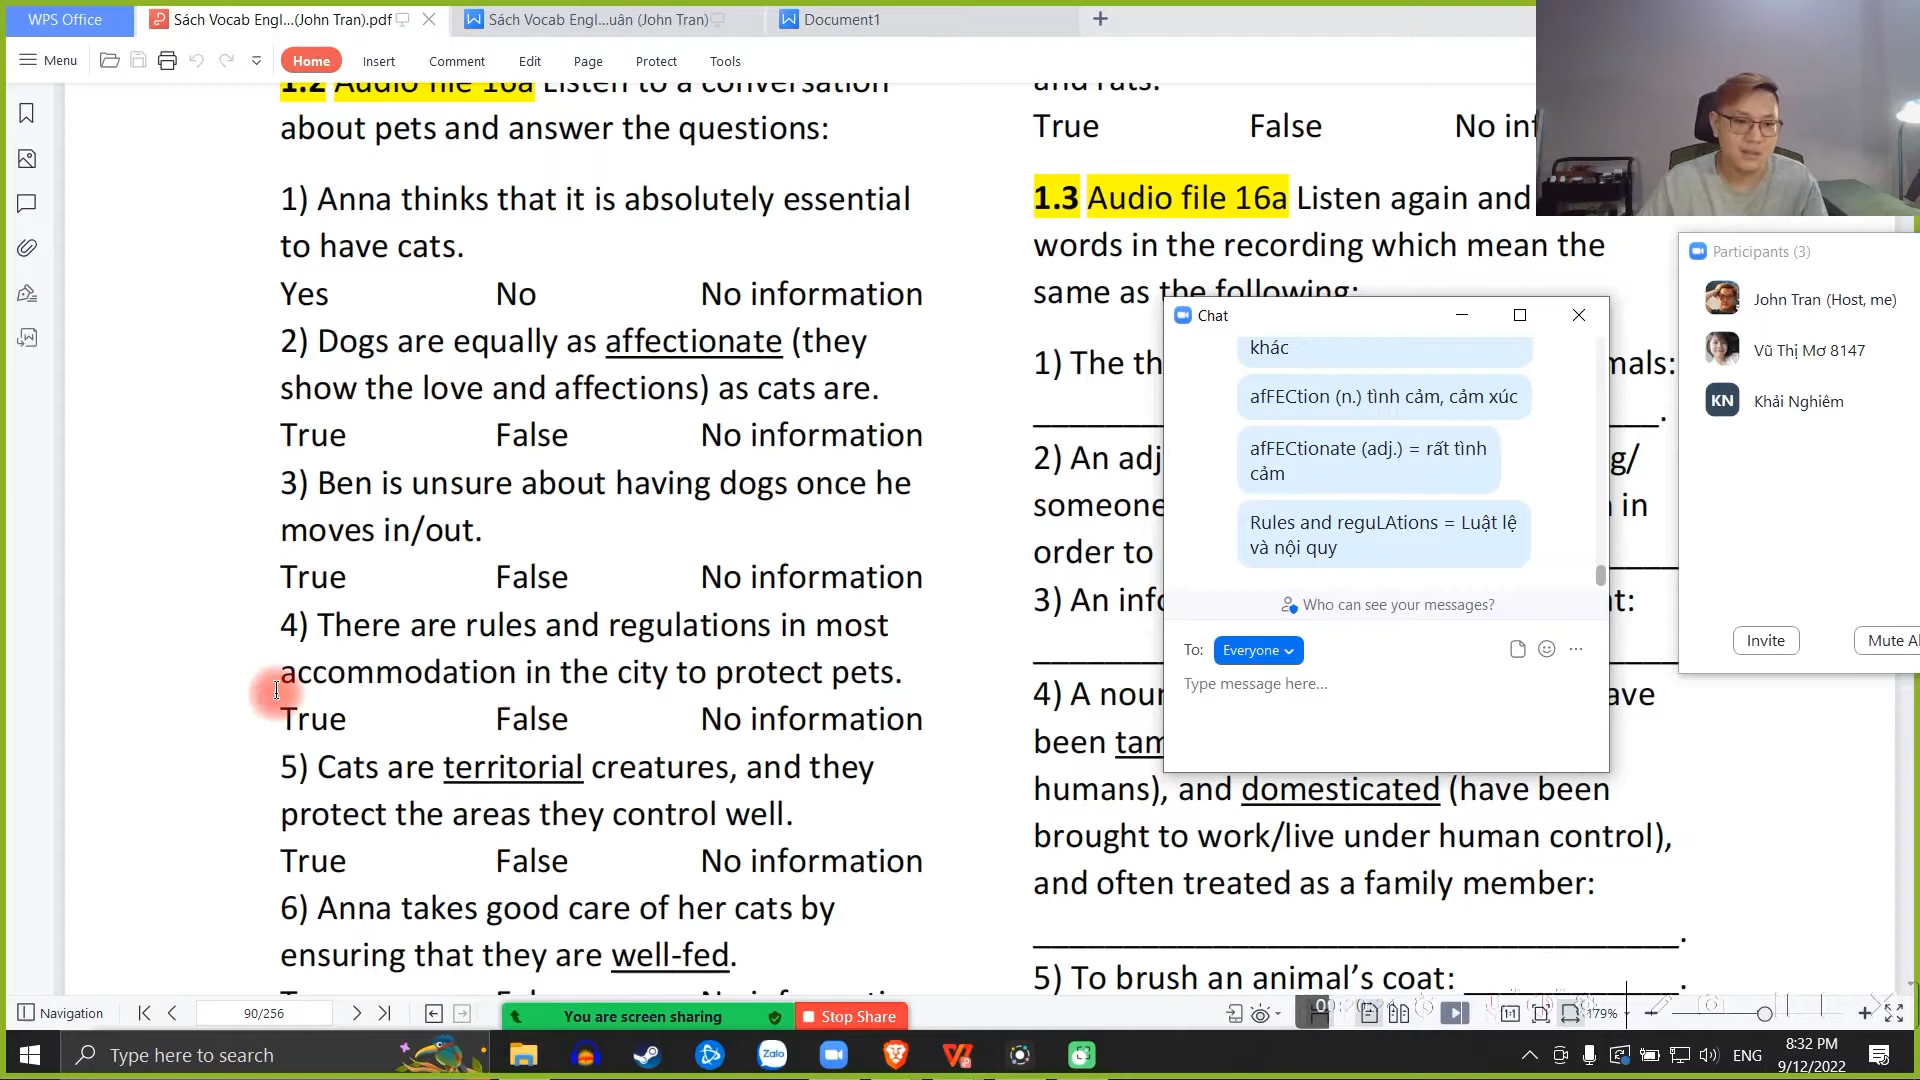 WPS Office
Sách Vocab Engl...(John Tran).pdf
Sách Vocab Engl...uân (John Tran)
Document1
Menu
Home
Insert
Comment
Edit
Page
Protect
Tools
1.2 Audio file 16a Listen to a conversation
about pets and answer the questions:
1) Anna thinks that it is absolutely essential
to have cats.
Yes No No information
2) Dogs are equally as affectionate (they
show the love and affections) as cats are.
True False No information
3) Ben is unsure about having dogs once he
moves in/out.
True False No information
4) There are rules and regulations in most
accommodation in the city to protect pets.
True False No information
5) Cats are territorial creatures, and they
protect the areas they control well.
True False No information
6) Anna takes good care of her cats by
ensuring that they are well-fed.
and rats.
True False No inf
1.3 Audio file 16a Listen again and
words in the recording which mean the
same as the following:
1) The th
mals:
2) An adj
g/
someone
in
order to
3) An info
t:
4) A nour
ave
been tam
humans), and domesticated (have been
brought to work/live under human control),
and often treated as a family member:
5) To brush an animal's coat:
Chat
khác
afFECtion (n.) tình cảm, cảm xúc
afFECtionate (adj.) = rất tình
cảm
Rules and reguLAtions = Luật lệ
và nội quy
Who can see your messages?
To: Everyone
Type message here...
Participants (3)
John Tran (Host, me)
Vũ Thị Mơ 8147
KN Khải Nghiêm
Invite
Mute Al
Navigation
90/256
You are screen sharing
Stop Share
179%
Type here to search
Zalo
ENG
8:32 PM
9/12/2022